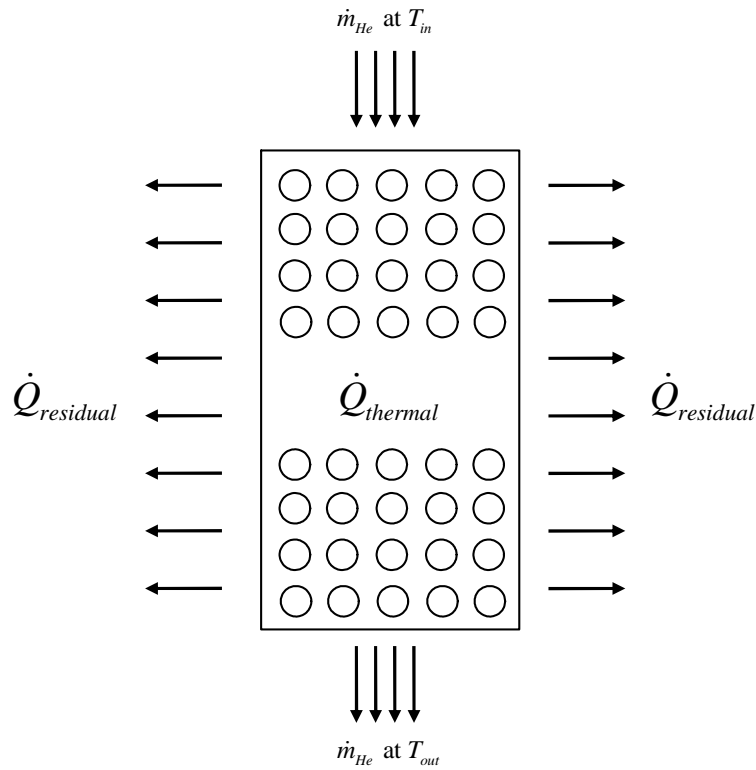 ṁ_He at T_in
Q̇_residual Q̇_thermal Q̇_residual
ṁ_He at T_out